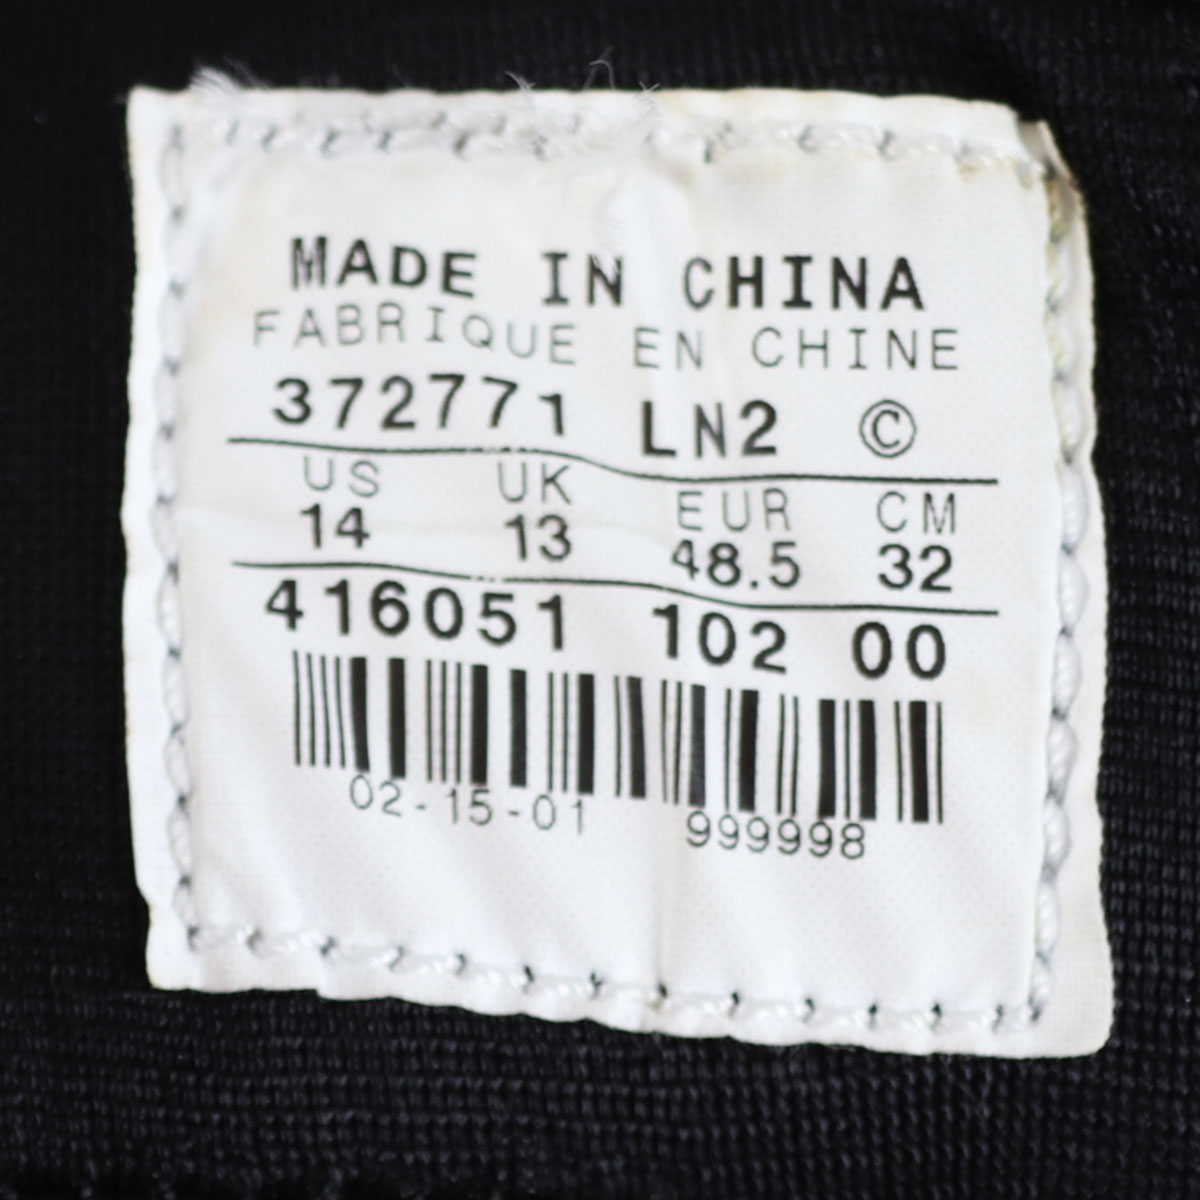 MADE IN CHINA
FABRIQUE EN CHINE
372771 LN2 ©
US UK EUR CM
14 13 48.5 32
416051 102 00
02-15-01 999998